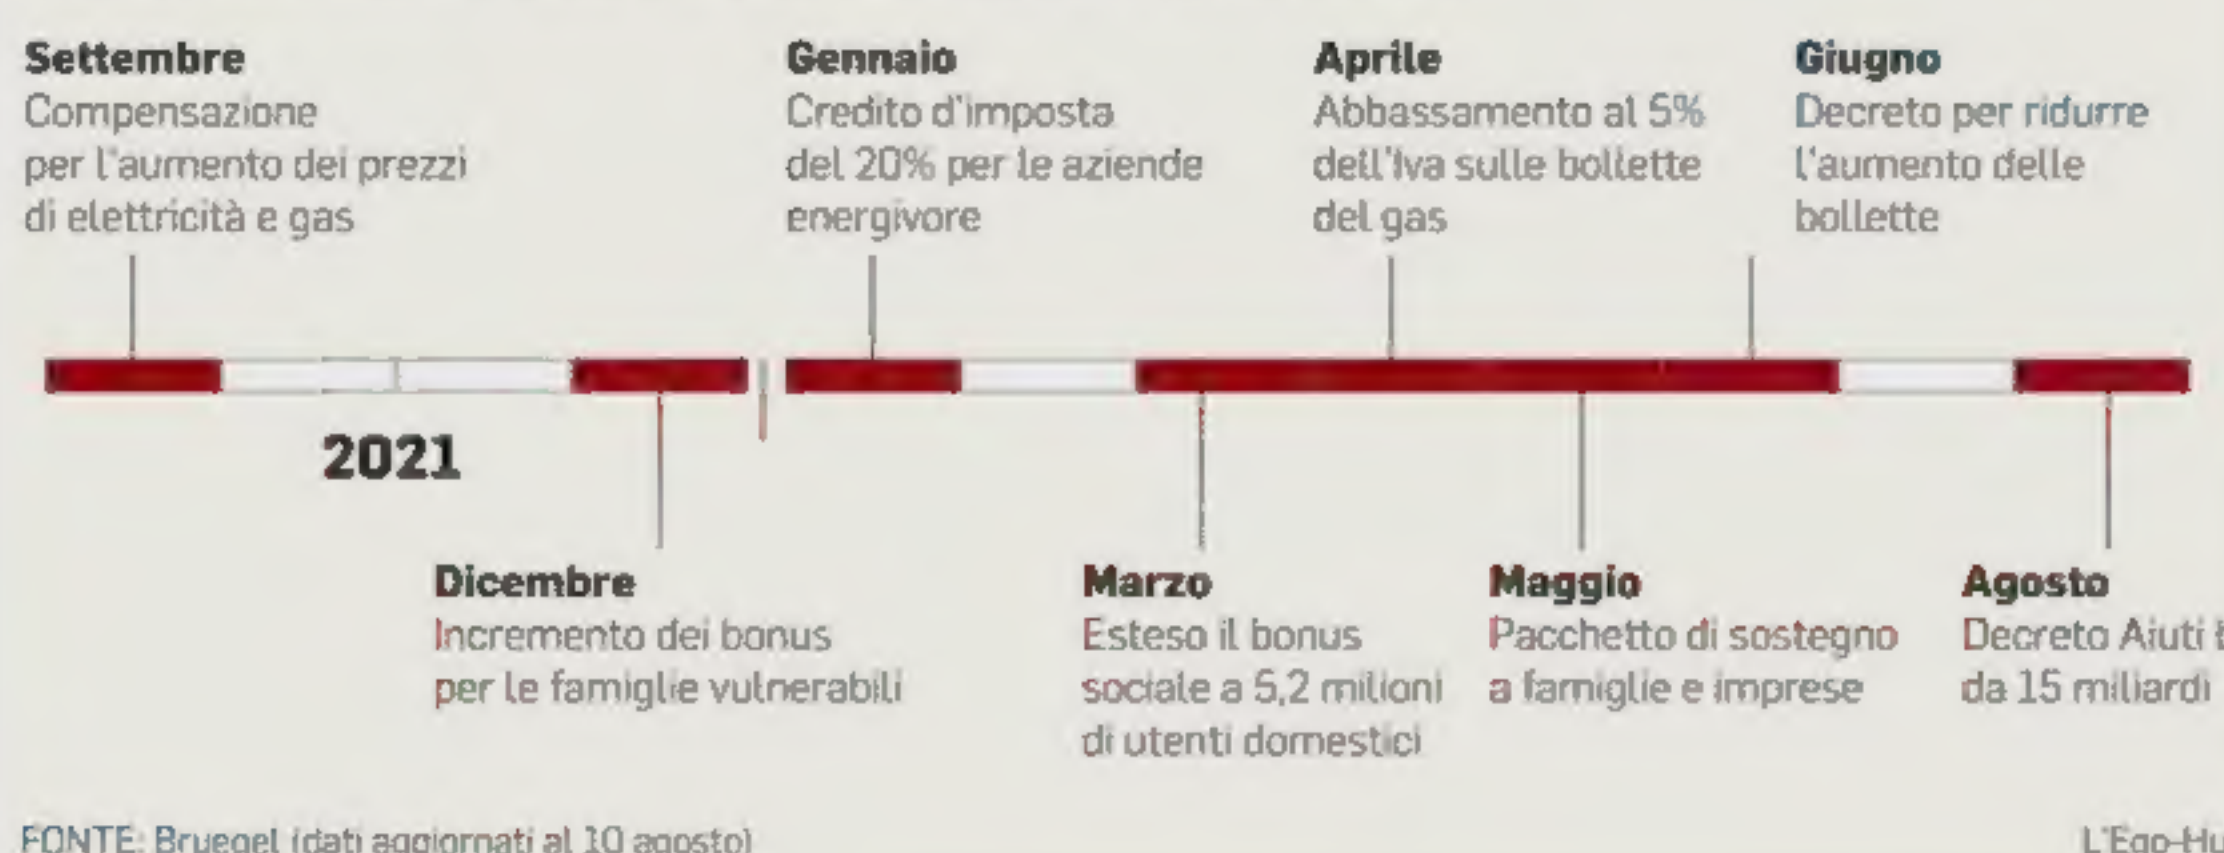 Settembre
Compensazione
per l'aumento dei prezzi
di elettricità e gas
Gennaio
Credito d'imposta
del 20% per le aziende
energivore
Aprile
Abbassamento al 5%
dell'Iva sulle bollette
del gas
Giugno
Decreto per ridurre
l'aumento delle
bollette
2021
Dicembre
Incremento dei bonus
per le famiglie vulnerabili
Marzo
Esteso il bonus
sociale a 5,2 milioni
di utenti domestici
Maggio
Pacchetto di sostegno
a famiglie e imprese
Agosto
Decreto Aiuti
da 15 miliardi
FONTE: Bruegel (dati aggiornati al 10 agosto)
L'Ego-Hu